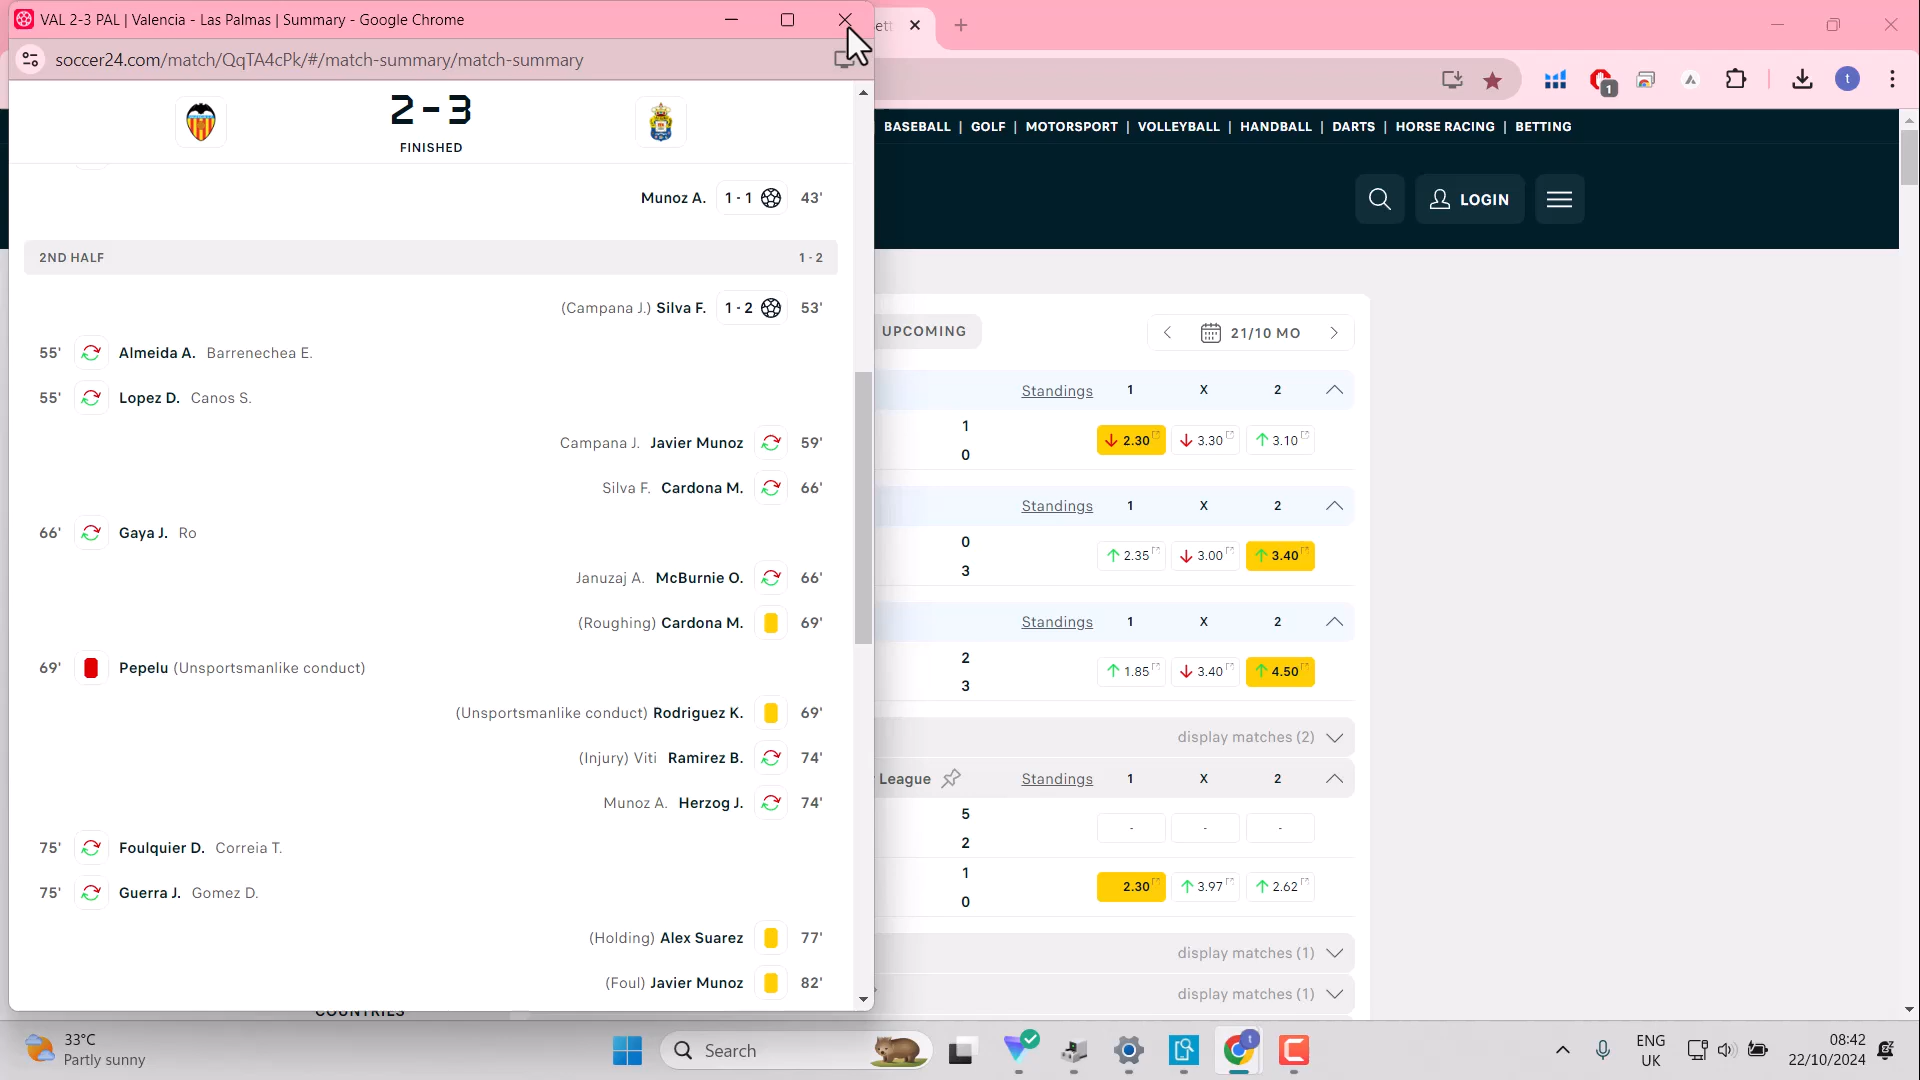 VAL 2-3 PAL | Valencia - Las Palmas | Summary - Google Chrome
soccer24.com/match/QqTA4cPk/#/match-summary/match-summary
1
t
BASEBALL | GOLF | MOTORSPORT | VOLLEYBALL | HANDBALL | DARTS | HORSE RACING | BETTING
LOGIN
2-3
FINISHED
Munoz A. 1 - 1 43'
2ND HALF 1 - 2
(Campana J.) Silva F. 1 - 2 53'
55' Almeida A. Barrenechea E.
55' Lopez D. Canos S.
Campana J. Javier Munoz 59'
Silva F. Cardona M. 66'
66' Gaya J. Ro
Januzaj A. McBurnie O. 66'
(Roughing) Cardona M. 69'
69' Pepelu (Unsportsmanlike conduct)
(Unsportsmanlike conduct) Rodriguez K. 69'
(Injury) Viti Ramirez B. 74'
Munoz A. Herzog J. 74'
75' Foulquier D. Correia T.
75' Guerra J. Gomez D.
(Holding) Alex Suarez 77'
(Foul) Javier Munoz 82'
UPCOMING
21/10 MO
Standings 1 X 2
1
0
2.30 3.30 3.10
Standings 1 X 2
0
3
2.35 3.00 3.40
Standings 1 X 2
2
3
1.85 3.40 4.50
display matches (2)
League Standings 1 X 2
5
2
- - -
1
0
2.30 3.97 2.62
display matches (1)
display matches (1)
33°C
Partly sunny
Search
t
ENG
UK
08:42
22/10/2024